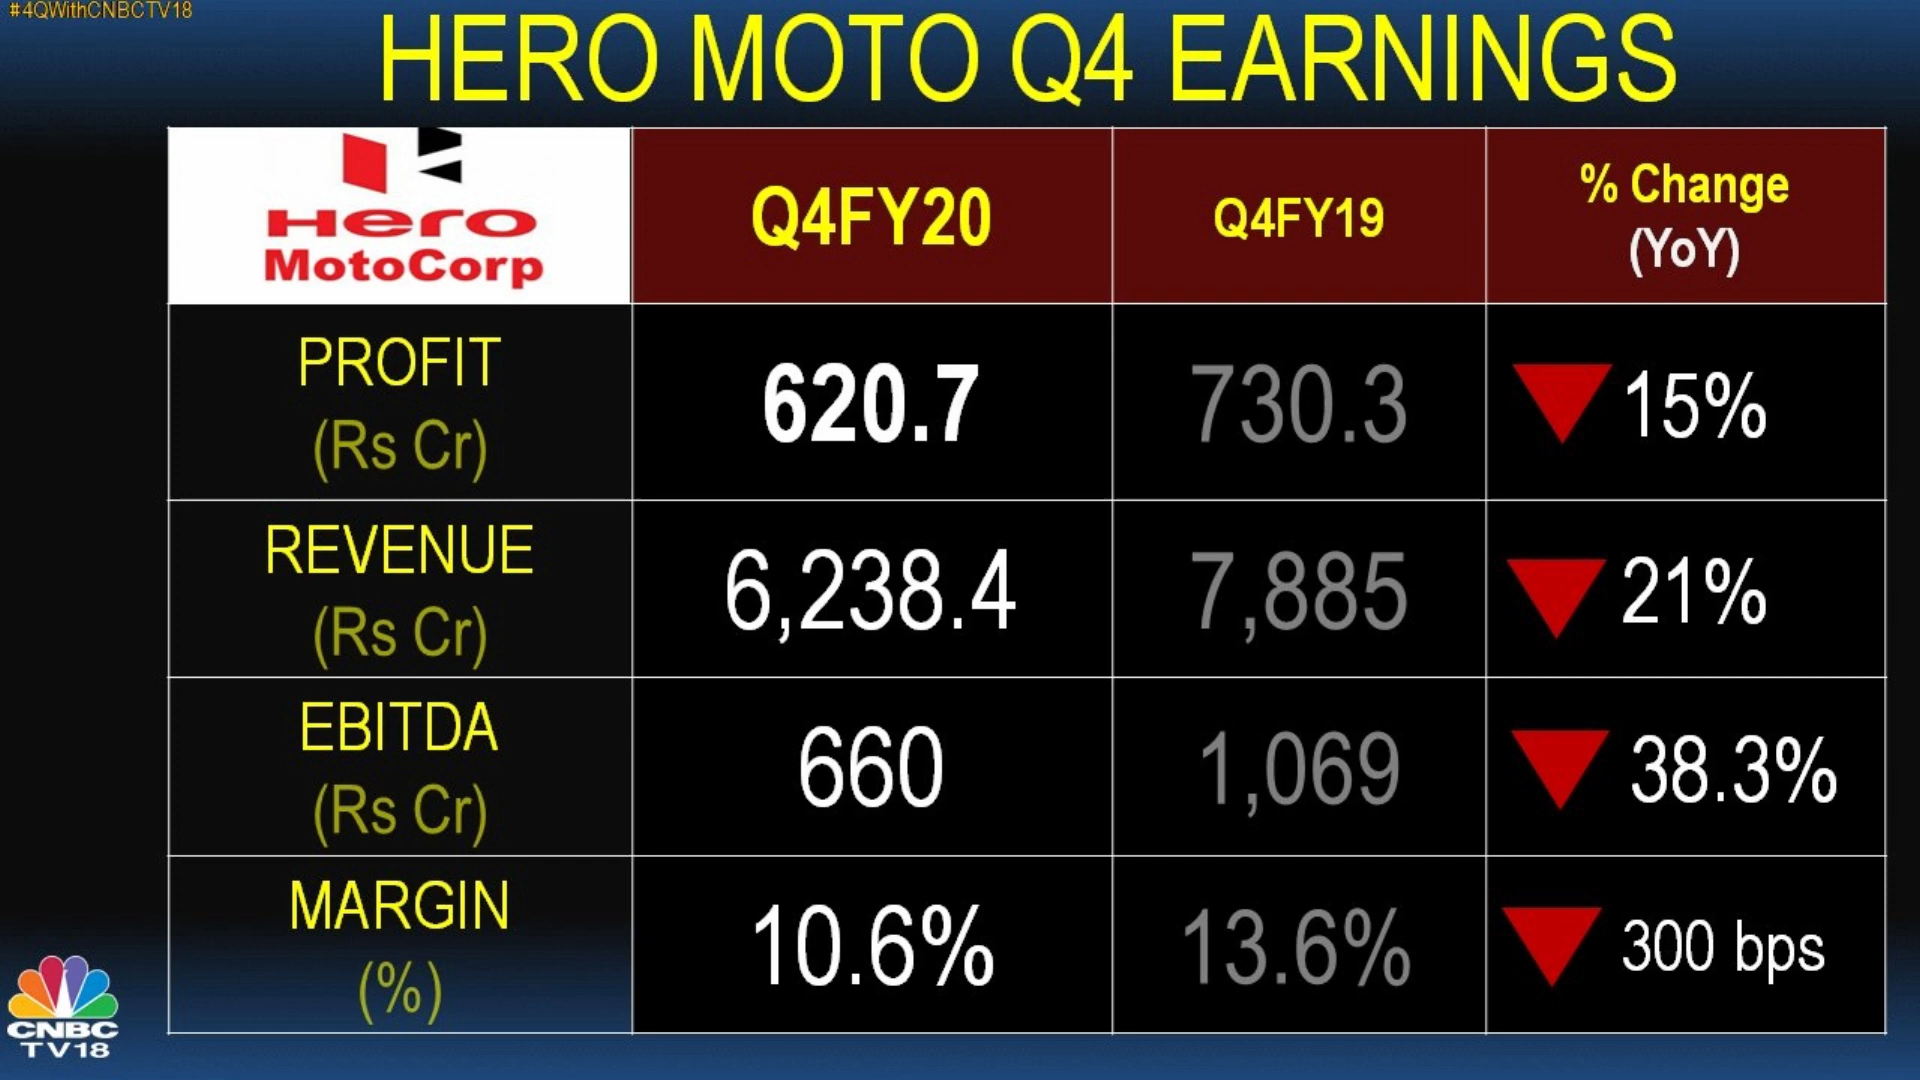 #4QWithCNBCTV18
HERO MOTO Q4 EARNINGS
Hero
MotoCorp
Q4FY20
Q4FY19
% Change
(YoY)
PROFIT
(Rs Cr)
620.7
730.3
15%
REVENUE
(Rs Cr)
6,238.4
7,885
21%
EBITDA
(Rs Cr)
660
1,069
38.3%
MARGIN
(%)
10.6%
13.6%
300 bps
CNBC
TV18